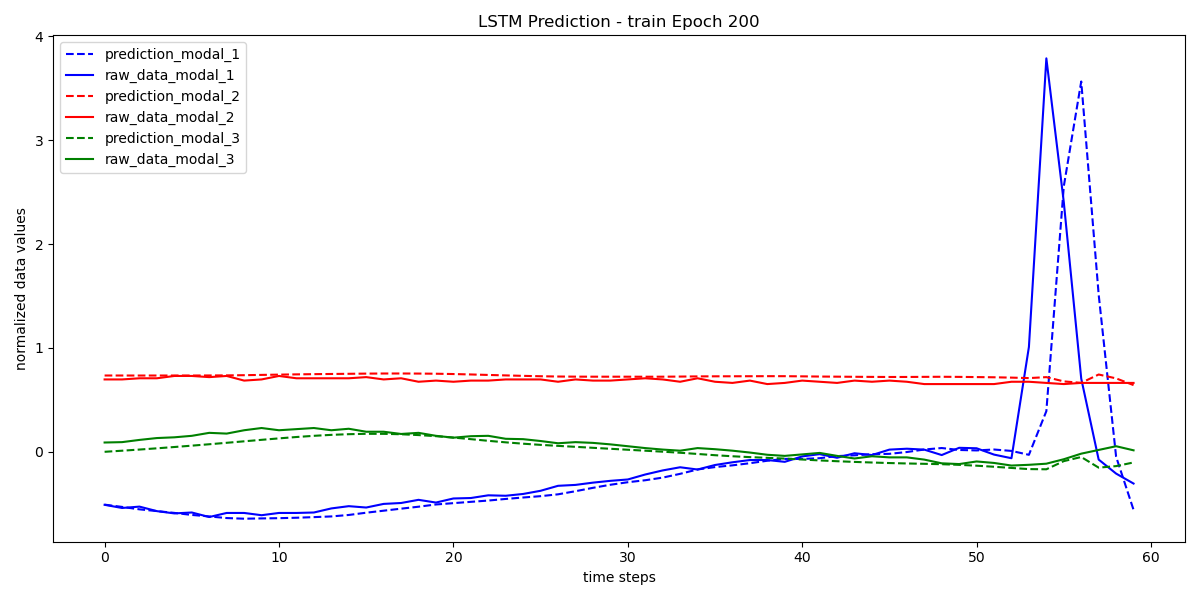 LSTM Prediction - train Epoch 200
prediction_modal_1
raw_data_modal_1
prediction_modal_2
raw_data_modal_2
prediction_modal_3
raw_data_modal_3
normalized data values
4
3
2
1
0
0 10 20 30 40 50 60
time steps